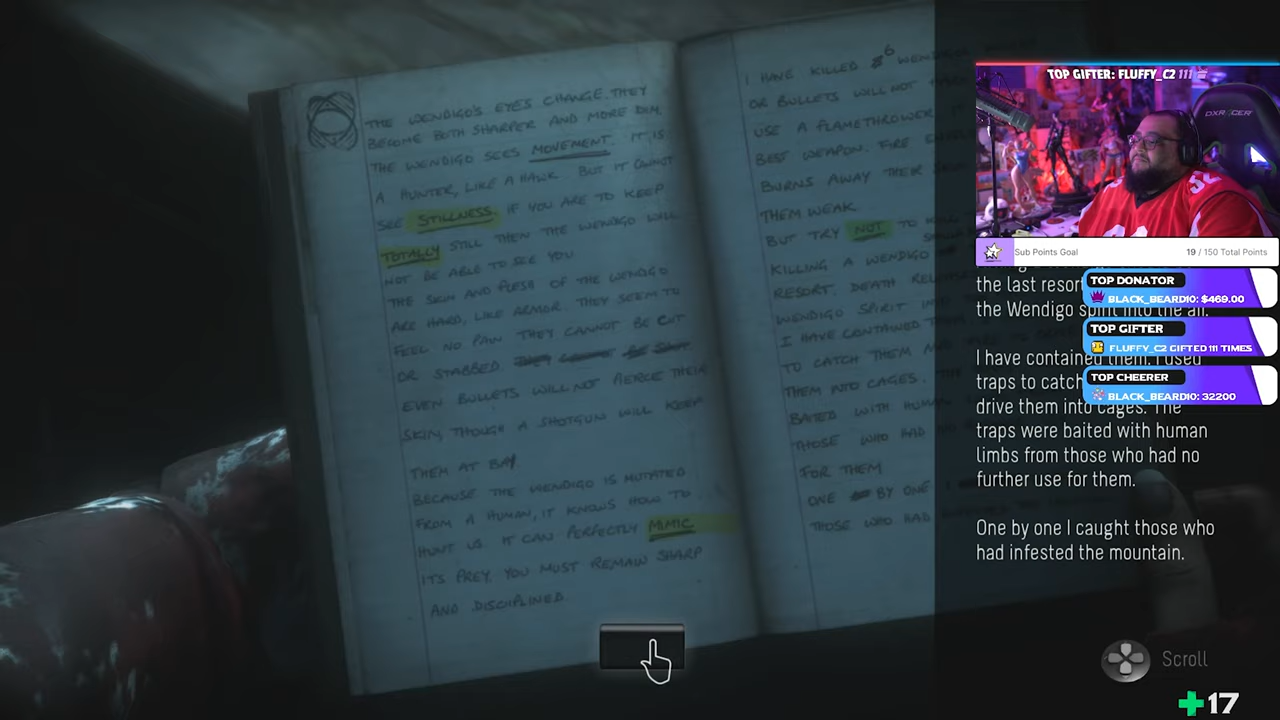 THE WENDIGO'S EYES CHANGE. THEY
BECOME BOTH SHARPER AND MORE DIM
THE WENDIGO SEES MOVEMENT. IT IS
A HUNTER, LIKE A HAWK BUT IT CANNOT
SEE STILLNESS. IF YOU ARE TO KEEP
TOTALLY STILL THEN THE WENDIGO WILL
NOT BE ABLE TO SEE YOU
THE SKIN AND FLESH OF THE WENDIGO
ARE HARD, LIKE ARMOR. THEY SEEM TO
FEEL NO PAIN THEY CANNOT BE CUT
OR STABBED
EVEN BULLETS WILL NOT PIERCE THEIR
SKIN, THOUGH A SHOTGUN WILL KEEP
THEM AT BAY
BECAUSE THE WENDIGO IS MUTATED
FROM A HUMAN, IT KNOWS HOW TO
HUNT US IT CAN PERFECTLY MIMIC
ITS PREY. YOU MUST REMAIN SHARP
AND DISCIPLINED
I HAVE KILLED 6 WENDIGO
OR BULLETS WILL NOT
USE A FLAMETHROWER
BEST WEAPON. FIRE
BURNS AWAY THEIR
THEM WEAK
BUT TRY NOT TO
KILLING A WENDIGO
RESORT. DEATH
WENDIGO SPIRIT
I HAVE CONTAINED
TO CATCH THEM AND
THEM INTO CAGES.
BAITED WITH HUMAN
THOSE WHO HAD
FOR THEM
ONE BY ONE I
THOSE WHO HAD
TOP GIFTER: FLUFFY_C2 111
DXRACER
Sub Points Goal 19 / 150 Total Points
the last resor
the Wendigo spirit into the air.
TOP DONATOR
BLACK_BEARD10: $469.00
TOP GIFTER
FLUFFY_C2 GIFTED 111 TIMES
TOP CHEERER
BLACK_BEARD10: 32200
I have contained them. I used
traps to catch
drive them into cages. The
traps were baited with human
limbs from those who had no
further use for them.
One by one I caught those who
had infested the mountain.
Scroll
+17